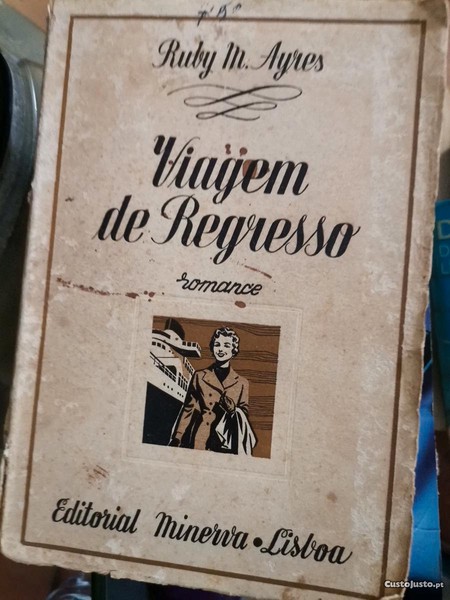 Ruby M. Ayres
Viagem
de Regresso
romance
Editorial Minerva • Lisboa
CustoJusto.pt